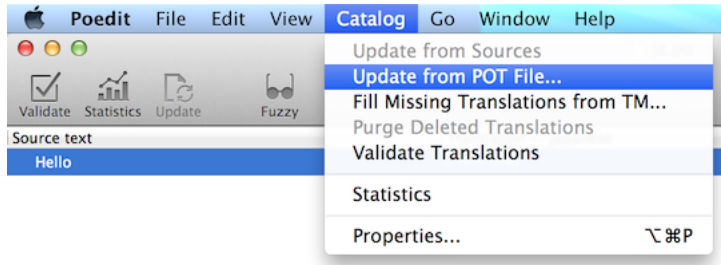 Poedit File Edit View Catalog Go Window Help
Update from Sources
Update from POT File...
Fill Missing Translations from TM...
Purge Deleted Translations
Validate Translations
Statistics
Properties... ⌥⌘P
Validate Statistics Update Fuzzy
Source text
Hello